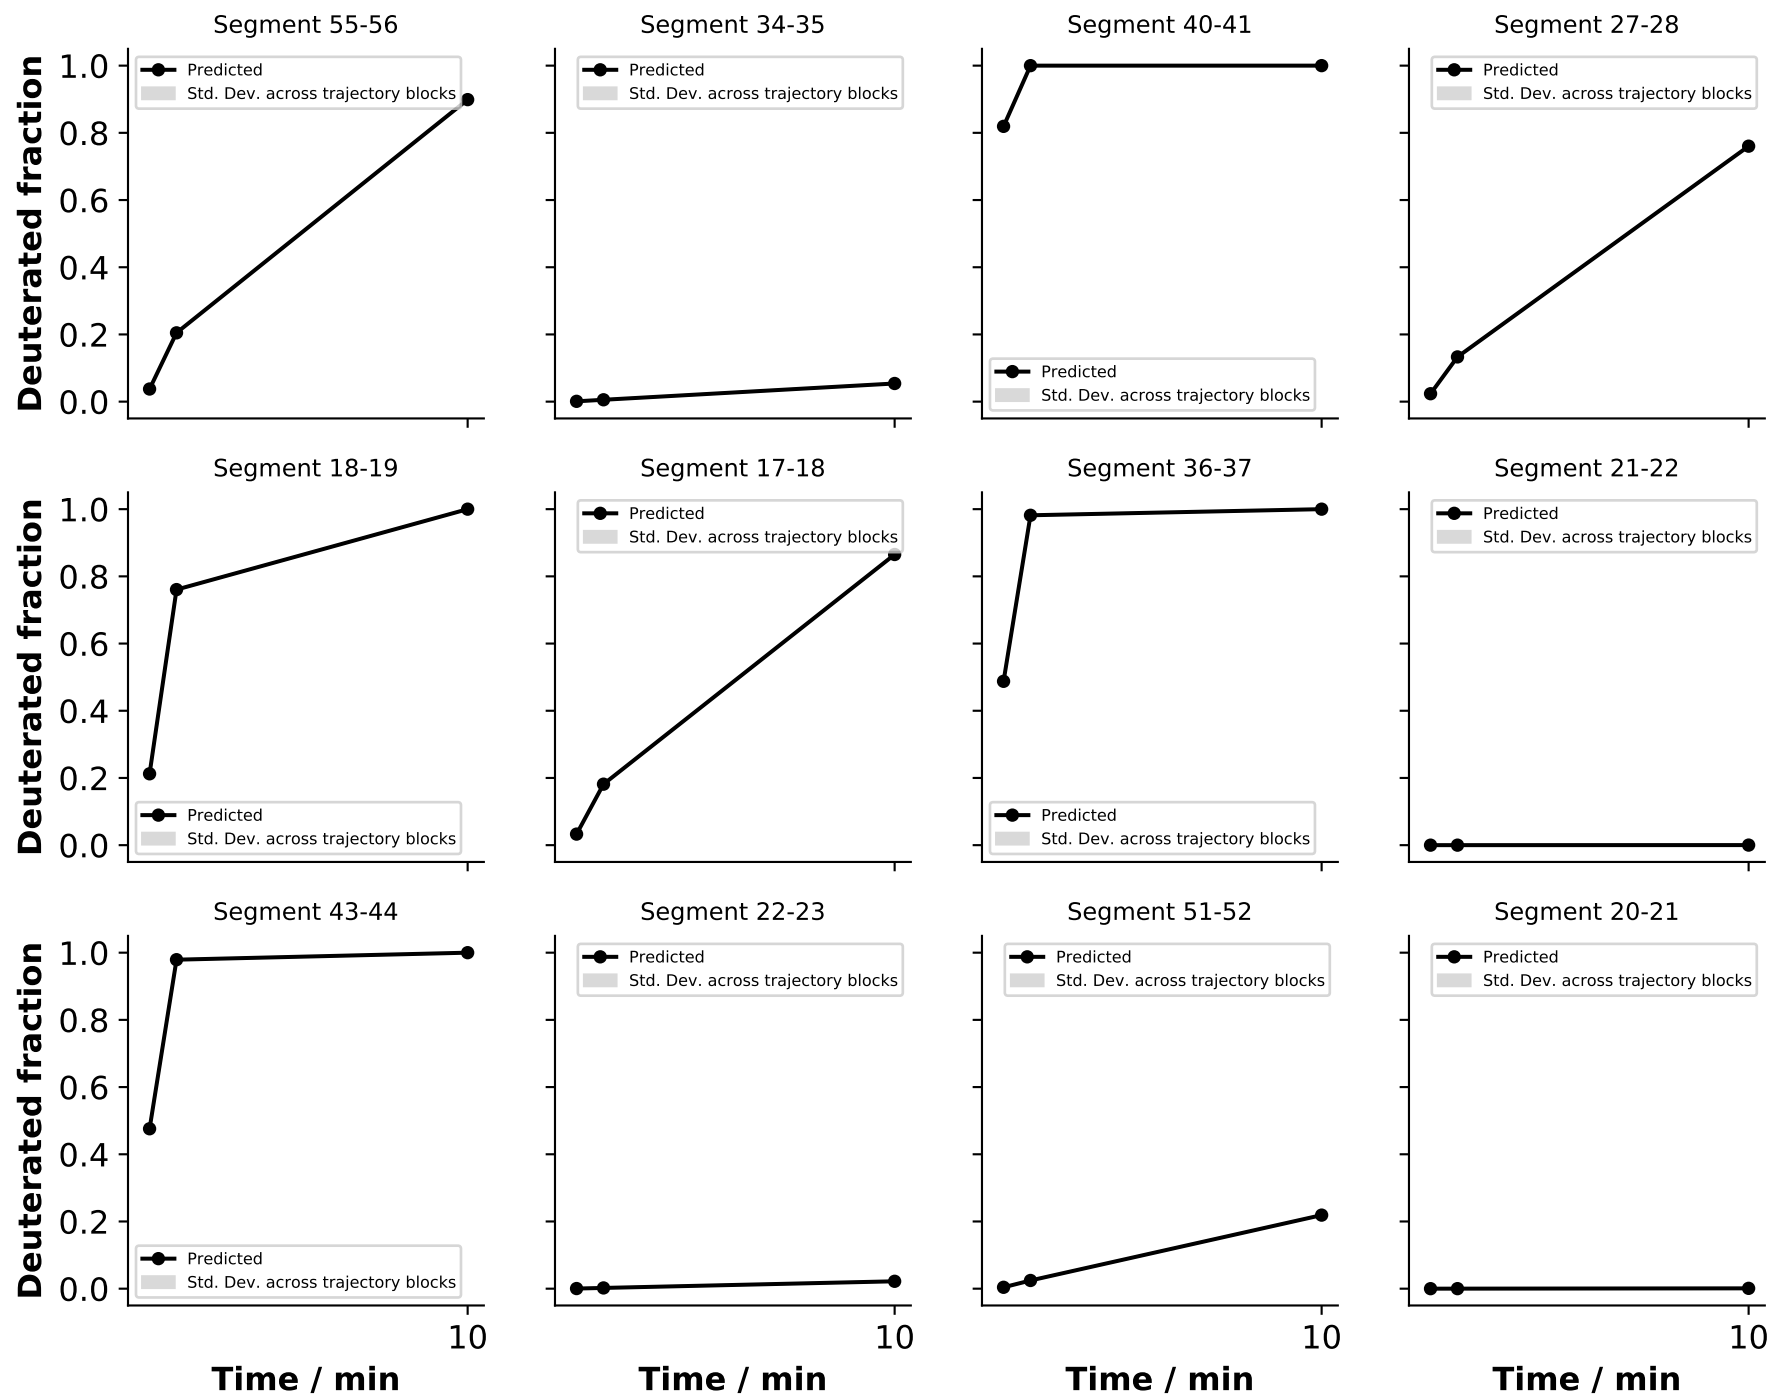 Segment 55-56
Segment 34-35
Segment 40-41
Segment 27-28
Deuterated fraction
1.0
0.8
0.6
0.4
0.2
0.0
Predicted
Std. Dev. across trajectory blocks
Predicted
Std. Dev. across trajectory blocks
Predicted
Std. Dev. across trajectory blocks
Predicted
Std. Dev. across trajectory blocks
Segment 18-19
Segment 17-18
Segment 36-37
Segment 21-22
Deuterated fraction
1.0
0.8
0.6
0.4
0.2
0.0
Predicted
Std. Dev. across trajectory blocks
Predicted
Std. Dev. across trajectory blocks
Predicted
Std. Dev. across trajectory blocks
Predicted
Std. Dev. across trajectory blocks
Segment 43-44
Segment 22-23
Segment 51-52
Segment 20-21
Deuterated fraction
1.0
0.8
0.6
0.4
0.2
0.0
Predicted
Std. Dev. across trajectory blocks
Predicted
Std. Dev. across trajectory blocks
Predicted
Std. Dev. across trajectory blocks
Predicted
Std. Dev. across trajectory blocks
10
10
10
10
Time / min
Time / min
Time / min
Time / min